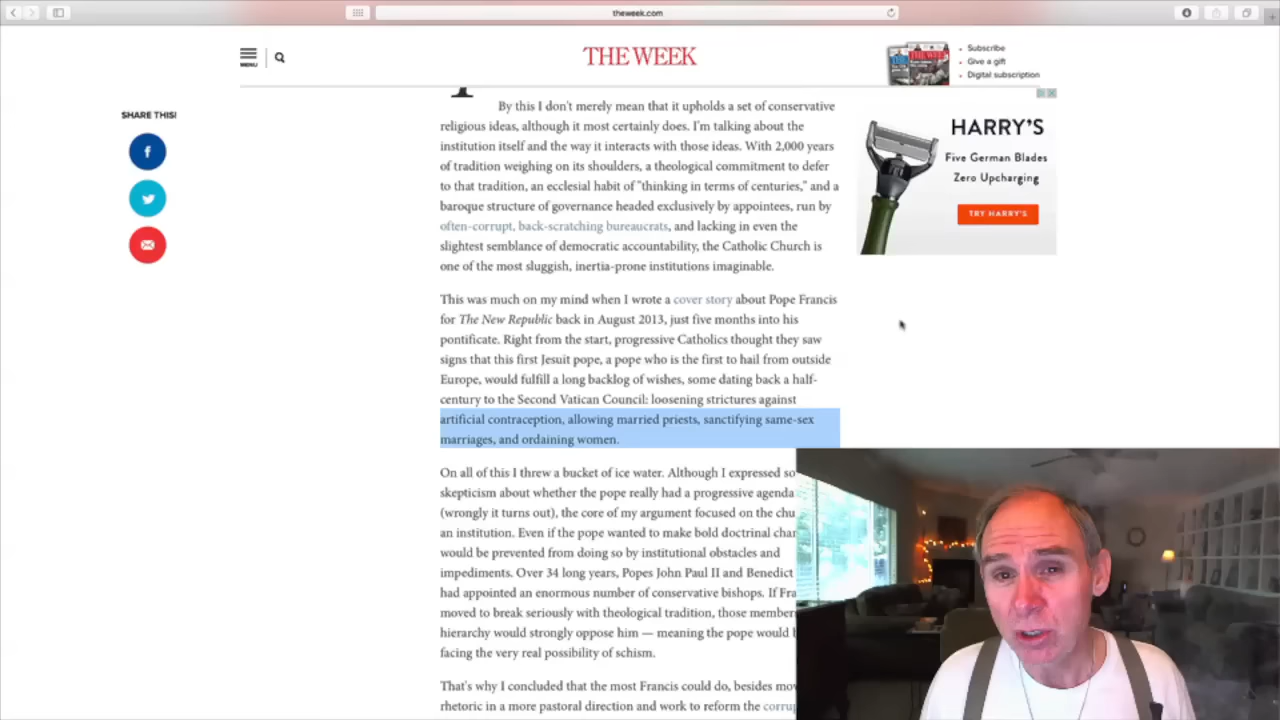 theweek.com
MENU
THE WEEK
Subscribe
Give a gift
Digital subscription
SHARE THIS!
By this I don't merely mean that it upholds a set of conservative
religious ideas, although it most certainly does. I'm talking about the
institution itself and the way it interacts with those ideas. With 2,000 years
of tradition weighing on its shoulders, a theological commitment to defer
to that tradition, an ecclesial habit of "thinking in terms of centuries," and a
baroque structure of governance headed exclusively by appointees, run by
often-corrupt, back-scratching bureaucrats, and lacking in even the
slightest semblance of democratic accountability, the Catholic Church is
one of the most sluggish, inertia-prone institutions imaginable.
This was much on my mind when I wrote a cover story about Pope Francis
for The New Republic back in August 2013, just five months into his
pontificate. Right from the start, progressive Catholics thought they saw
signs that this first Jesuit pope, a pope who is the first to hail from outside
Europe, would fulfill a long backlog of wishes, some dating back a half-
century to the Second Vatican Council: loosening strictures against
artificial contraception, allowing married priests, sanctifying same-sex
marriages, and ordaining women.
On all of this I threw a bucket of ice water. Although I expressed so
skepticism about whether the pope really had a progressive agenda
(wrongly it turns out), the core of my argument focused on the chu
an institution. Even if the pope wanted to make bold doctrinal char
would be prevented from doing so by institutional obstacles and
impediments. Over 34 long years, Popes John Paul II and Benedict
had appointed an enormous number of conservative bishops. If Fra
moved to break seriously with theological tradition, those member
hierarchy would strongly oppose him — meaning the pope would b
facing the very real possibility of schism.
That's why I concluded that the most Francis could do, besides mov
rhetoric in a more pastoral direction and work to reform the corrup
HARRY'S
Five German Blades
Zero Upcharging
TRY HARRY'S